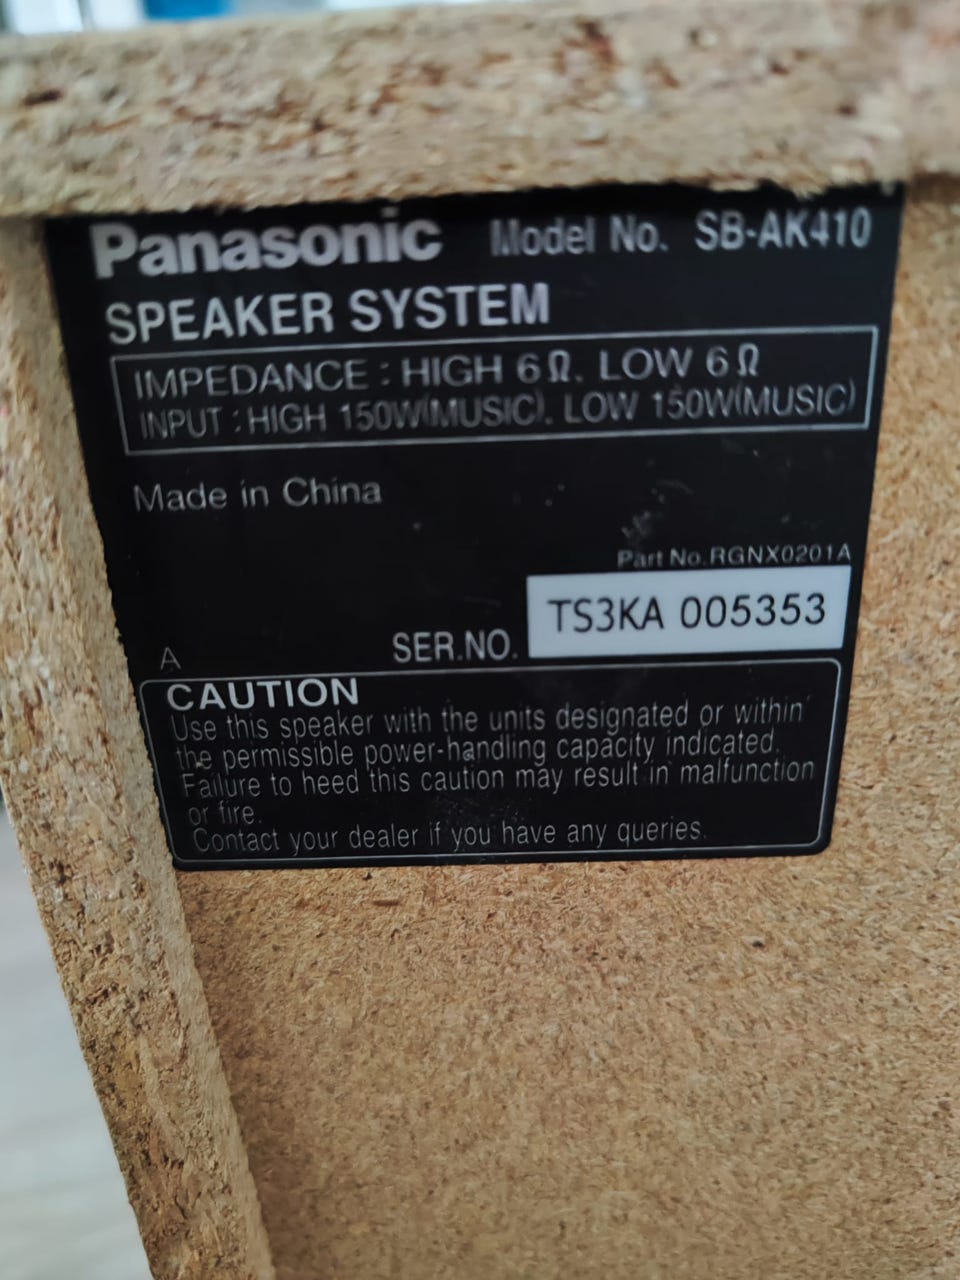 Panasonic Model No. SB-AK410
SPEAKER SYSTEM
IMPEDANCE : HIGH 6 Ω. LOW 6 Ω
INPUT : HIGH 150W(MUSIC). LOW 150W(MUSIC)
Made in China
Part No. RGNX0201A
TS3KA 005353
SER.NO.
A
CAUTION
Use this speaker with the units designated or within
the permissible power-handling capacity indicated.
Failure to heed this caution may result in malfunction
or fire.
Contact your dealer if you have any queries.